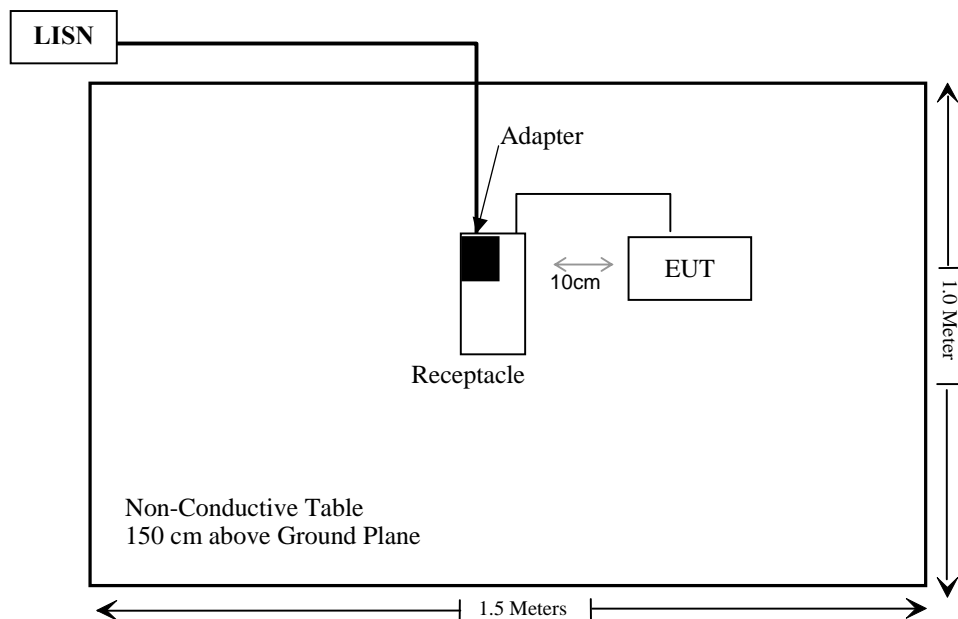 LISN
Adapter
EUT
10cm
Receptacle
1.0 Meter
Non-Conductive Table
150 cm above Ground Plane
1.5 Meters